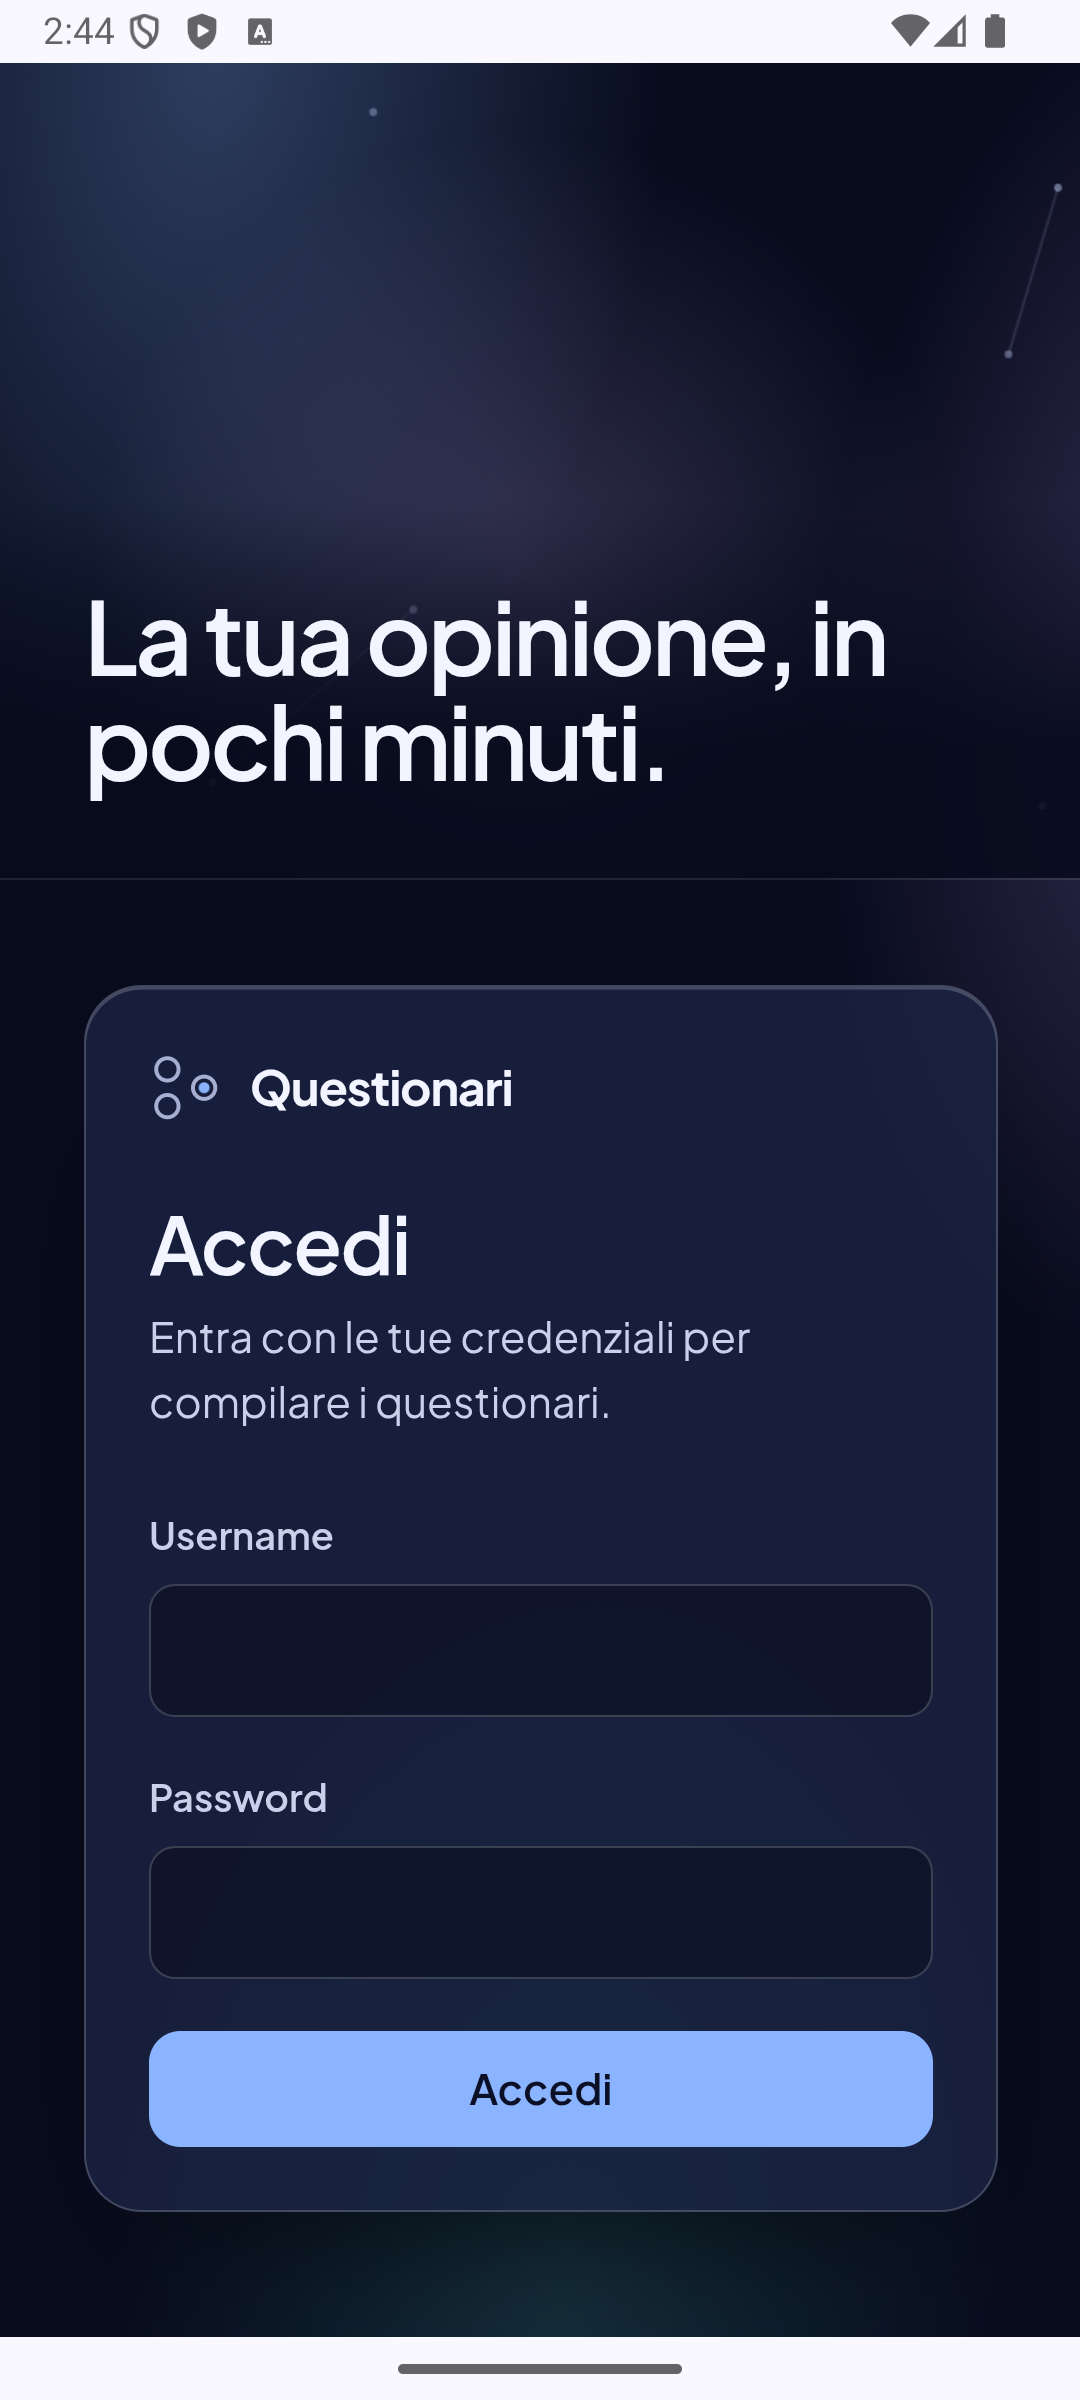 2:44
La tua opinione, in
pochi minuti.
Questionari
Accedi
Entra con le tue credenziali per
compilare i questionari.
Username
Password
Accedi